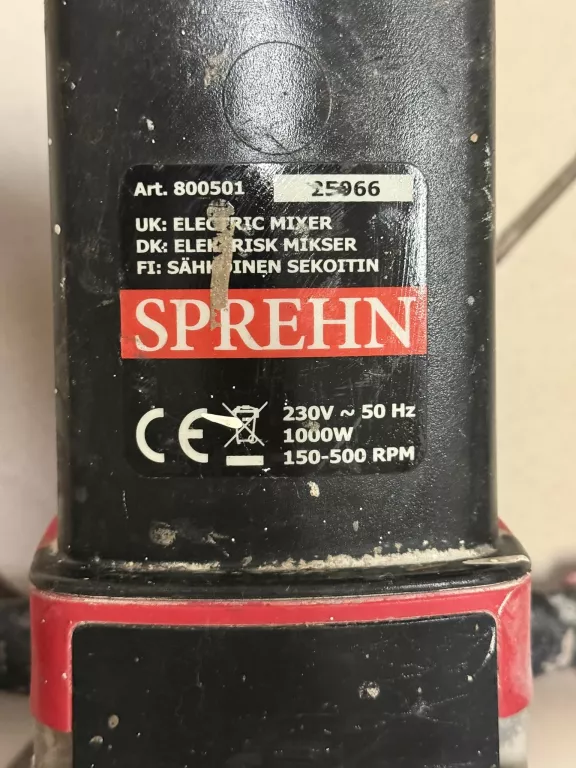 Art. 800501 25966
UK: ELECTRIC MIXER
DK: ELEKTRISK MIKSER
FI: SÄHKÖINEN SEKOITIN
SPREHN
CE 230V ~ 50 Hz
1000W
150-500 RPM